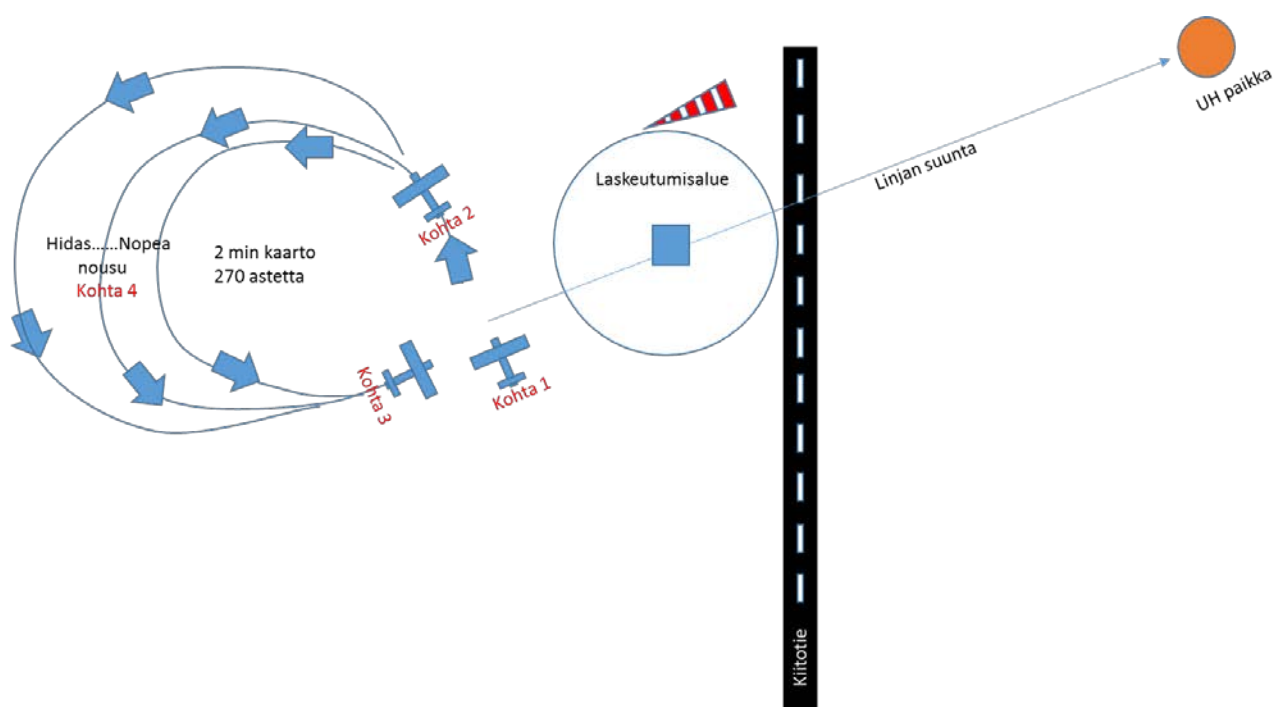 UH paikka
Linjan suunta
Laskeutumisalue
Kohta 2
Hidas......Nopea
nousu
Kohta 4
2 min kaarto
270 astetta
Kohta 3
Kohta 1
Kiitotie